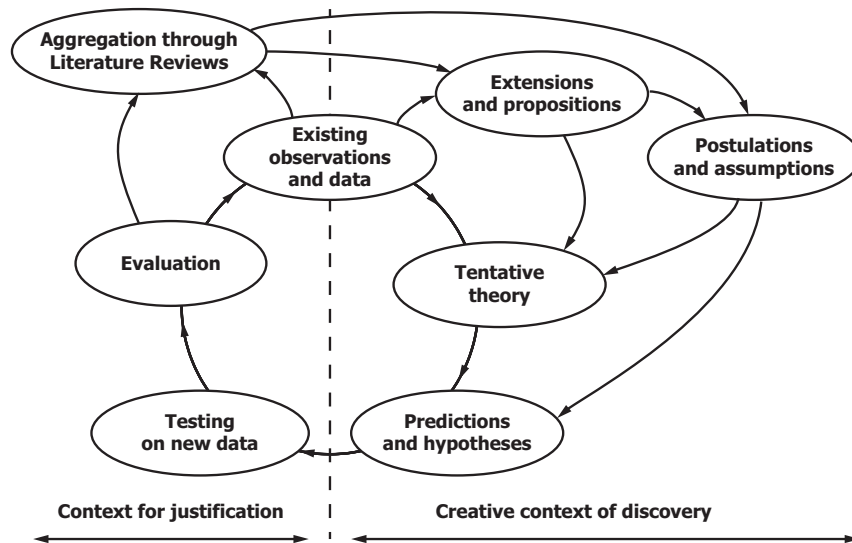 Aggregation through
Literature Reviews
Extensions
and propositions
Existing
observations
and data
Postulations
and assumptions
Evaluation
Tentative
theory
Testing
on new data
Predictions
and hypotheses
Context for justification
Creative context of discovery